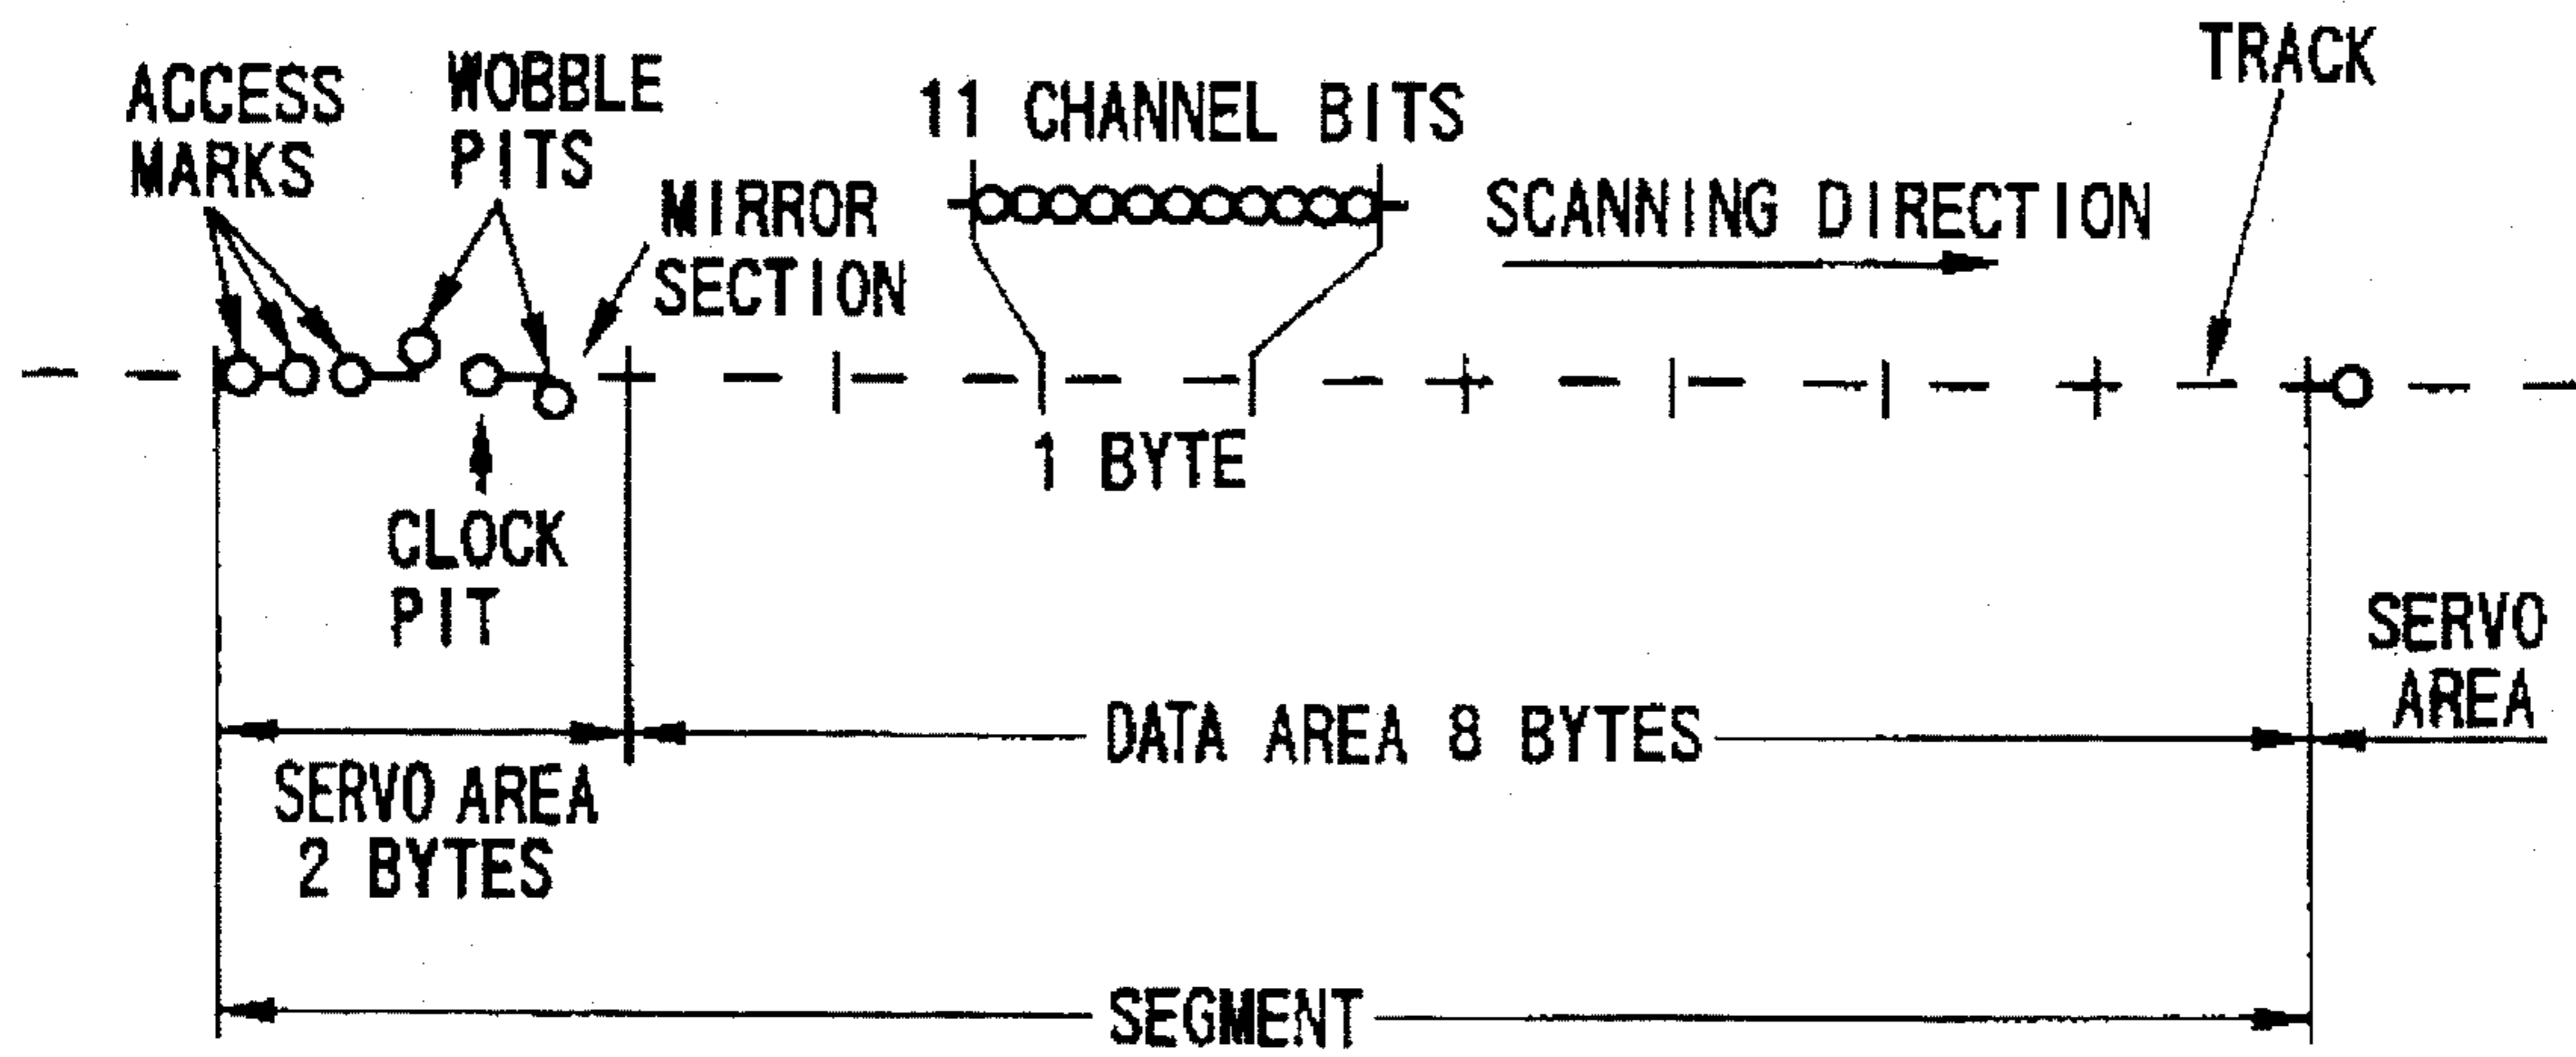 ACCESS
MARKS
WOBBLE
PITS
MIRROR
SECTION
11 CHANNEL BITS
SCANNING DIRECTION
TRACK
1 BYTE
CLOCK
PIT
SERVO AREA
2 BYTES
DATA AREA 8 BYTES
SERVO
AREA
SEGMENT